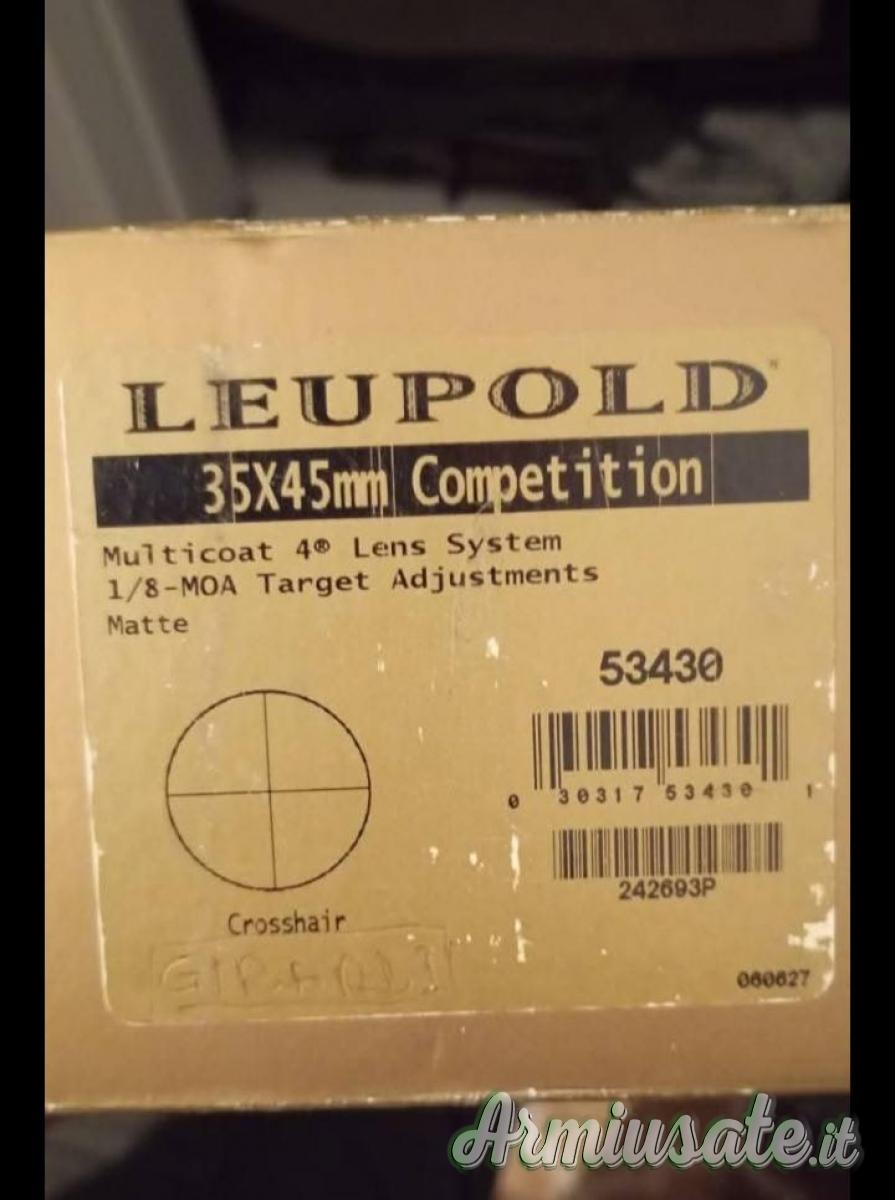 LEUPOLD
35X45mm Competition
Multicoat 4® Lens System
1/8-MOA Target Adjustments
Matte
53430
0 30317 53430 1
242693P
Crosshair
060627
Armiusate.it